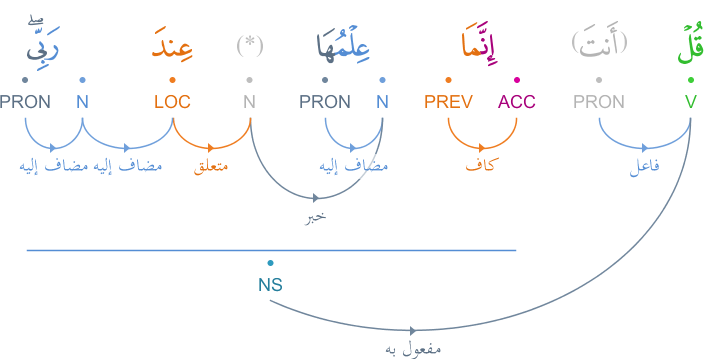 قُلْ (أَنتَ) إِنَّمَا عِلْمُهَا (*) عِندَ رَبِّىۖ
V PRON ACC PREV N PRON N LOC N PRON
فاعل كاف مضاف إليه متعلق مضاف إليه مضاف إليه
خبر
NS
مفعول به